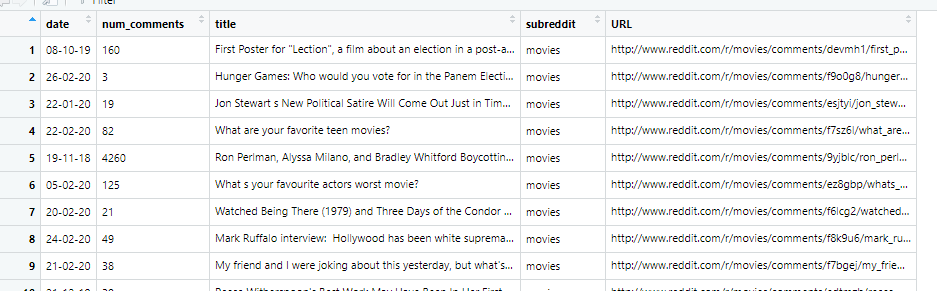 Filter
date num_comments title subreddit URL
1 08-10-19 160 First Poster for "Lection", a film about an election in a post-a... movies http://www.reddit.com/r/movies/comments/devmh1/first_p...
2 26-02-20 3 Hunger Games: Who would you vote for in the Panem Electi... movies http://www.reddit.com/r/movies/comments/f9o0g8/hunger...
3 22-01-20 19 Jon Stewart s New Political Satire Will Come Out Just in Tim... movies http://www.reddit.com/r/movies/comments/esjtyi/jon_stew...
4 22-02-20 82 What are your favorite teen movies? movies http://www.reddit.com/r/movies/comments/f7sz6l/what_are...
5 19-11-18 4260 Ron Perlman, Alyssa Milano, and Bradley Whitford Boycottin... movies http://www.reddit.com/r/movies/comments/9yjblc/ron_perl...
6 05-02-20 125 What s your favourite actors worst movie? movies http://www.reddit.com/r/movies/comments/ez8gbp/whats_...
7 20-02-20 21 Watched Being There (1979) and Three Days of the Condor ... movies http://www.reddit.com/r/movies/comments/f6lcg2/watched...
8 24-02-20 49 Mark Ruffalo interview: Hollywood has been white suprema... movies http://www.reddit.com/r/movies/comments/f8k9u6/mark_ru...
9 21-02-20 38 My friend and I were joking about this yesterday, but what's... movies http://www.reddit.com/r/movies/comments/f7bgej/my_frie...